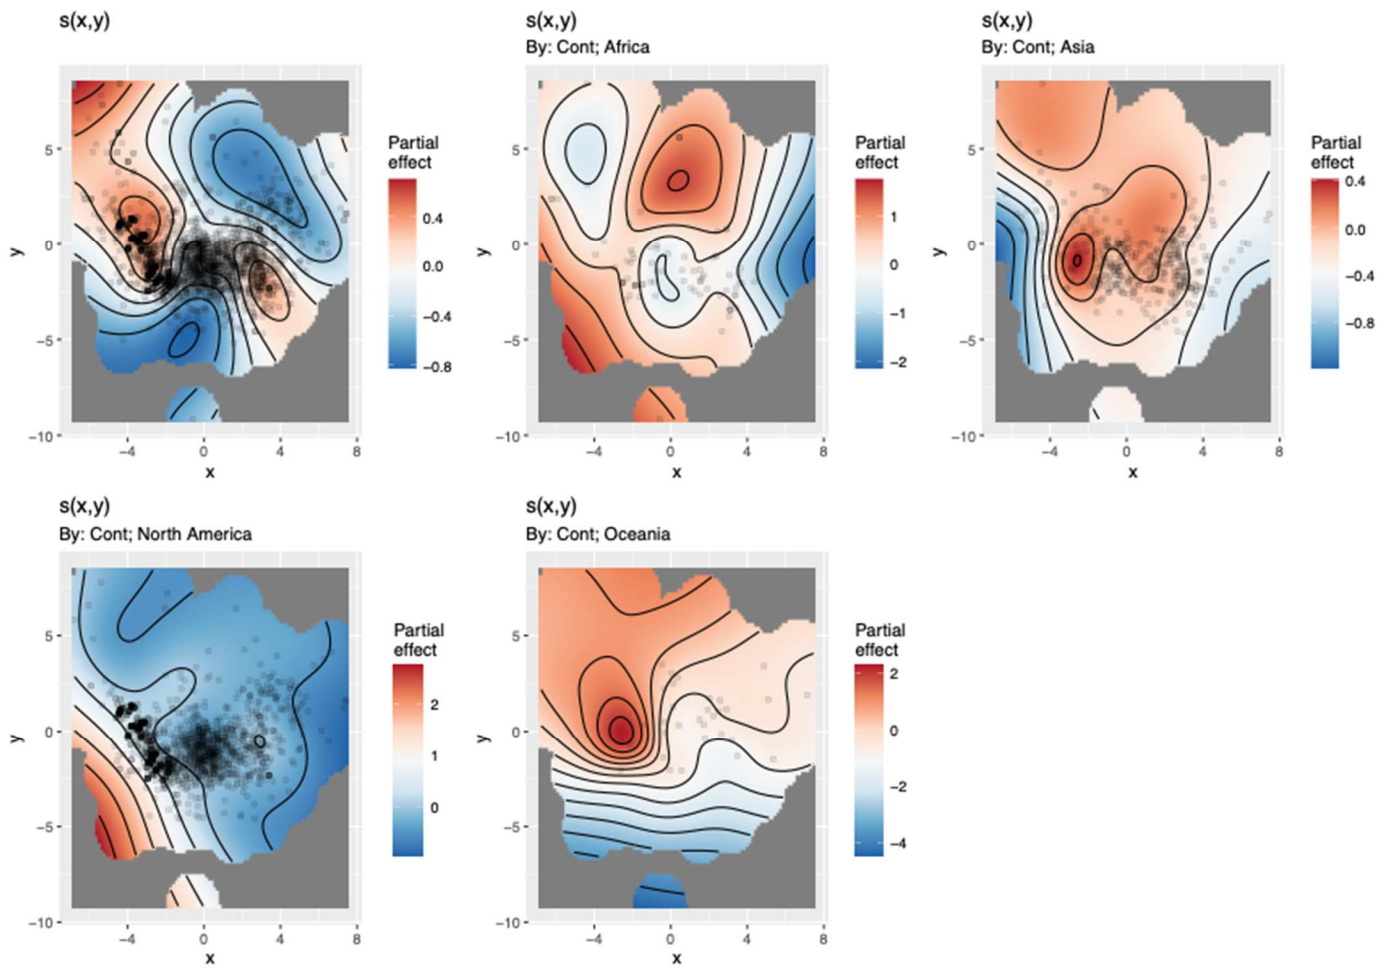 s(x,y)
Partial
effect
0.4
0.0
−0.4
−0.8
5
0
−5
−10
y
−4 0 4 8
x
s(x,y)
By: Cont; Africa
Partial
effect
1
0
−1
−2
5
0
−5
−10
y
−4 0 4 8
x
s(x,y)
By: Cont; Asia
Partial
effect
0.4
0.0
−0.4
−0.8
5
0
−5
−10
y
−4 0 4 8
x
s(x,y)
By: Cont; North America
Partial
effect
2
1
0
5
0
−5
−10
y
−4 0 4 8
x
s(x,y)
By: Cont; Oceania
Partial
effect
2
0
−2
−4
5
0
−5
−10
y
−4 0 4 8
x